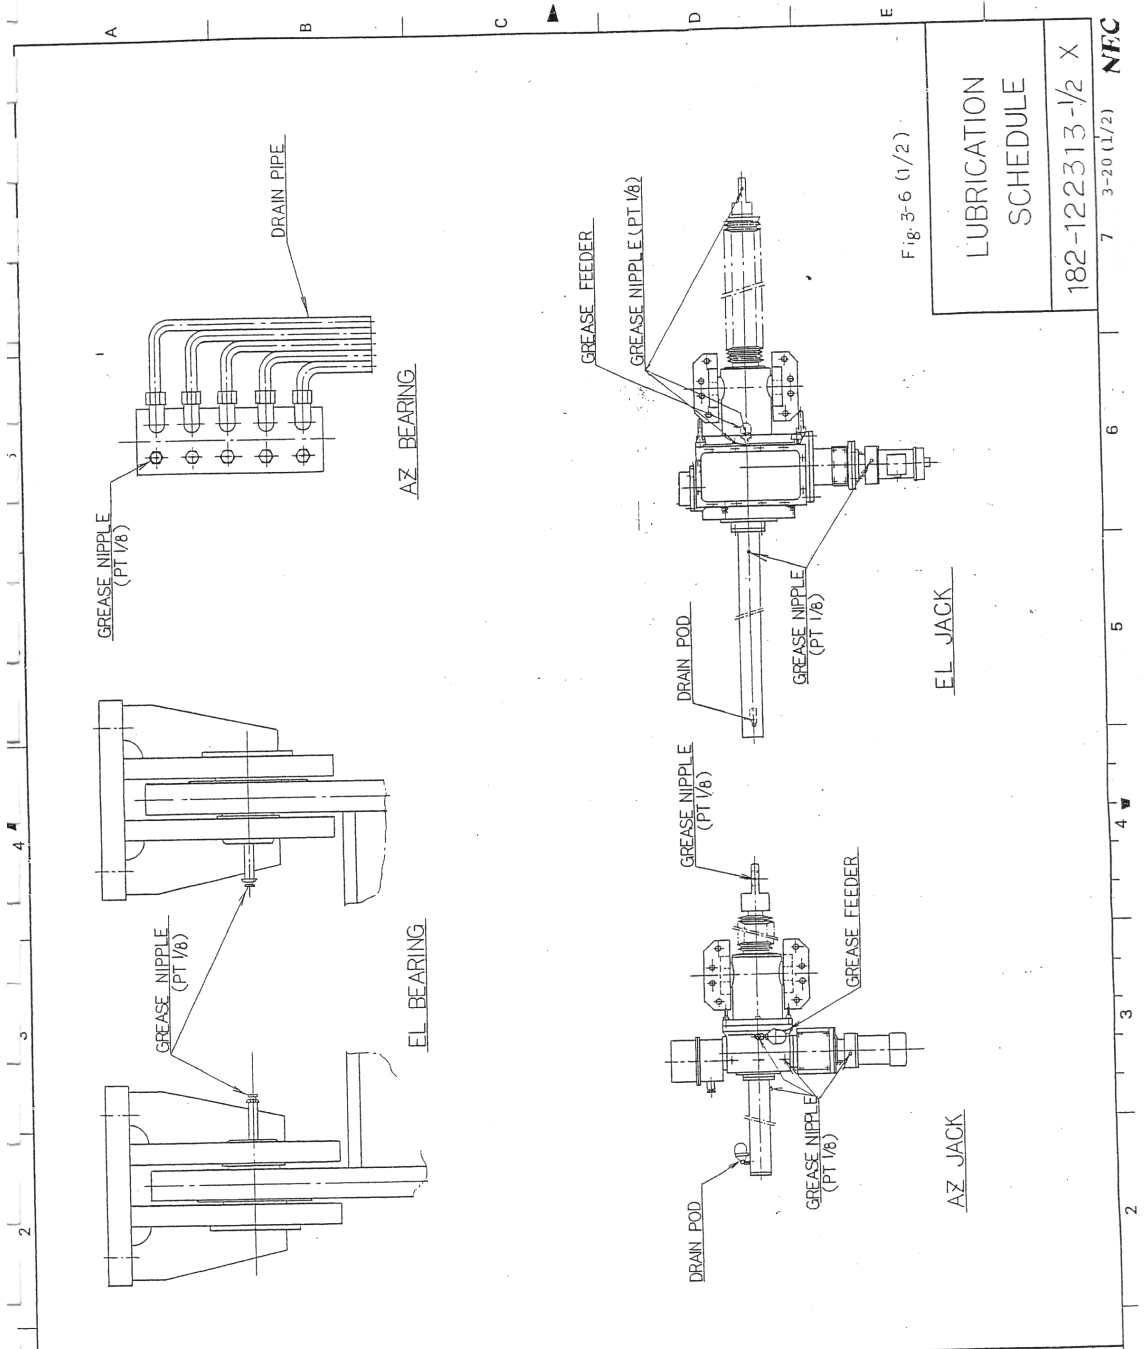 A
B
C
D
E
GREASE NIPPLE
(PT 1/8)
EL BEARING
GREASE NIPPLE
(PT 1/8)
DRAIN PIPE
AZ BEARING
DRAIN POD
GREASE NIPPLE
(PT 1/8)
GREASE FEEDER
GREASE NIPPLE
(PT 1/8)
AZ JACK
DRAIN POD
GREASE NIPPLE
(PT 1/8)
GREASE FEEDER
GREASE NIPPLE (PT 1/8)
EL JACK
Fig. 3-6 (1/2)
LUBRICATION
SCHEDULE
182-122313-1/2 X
2
3
4
2
3
4
5
6
7
3-20 (1/2)
NEC